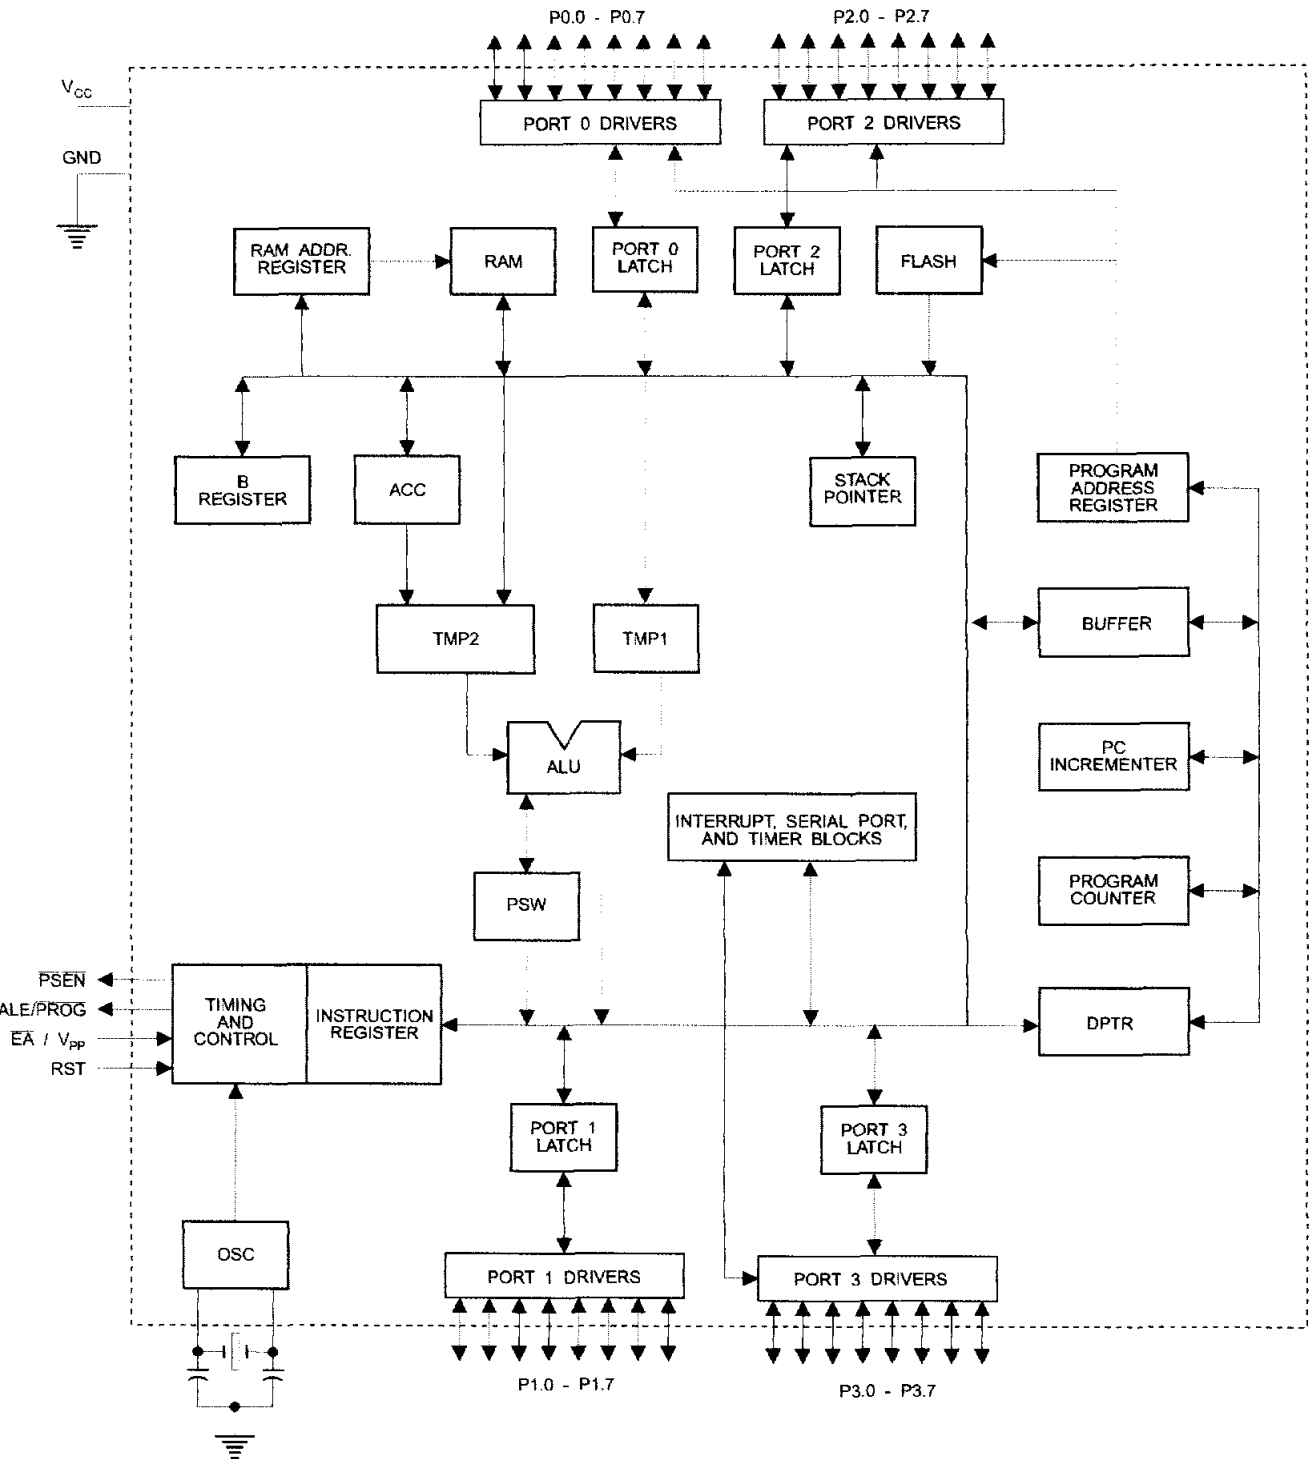 P0.0 - P0.7
P2.0 - P2.7
VCC
GND
PORT 0 DRIVERS
PORT 2 DRIVERS
RAM ADDR.
REGISTER
RAM
PORT 0
LATCH
PORT 2
LATCH
FLASH
B
REGISTER
ACC
STACK
POINTER
PROGRAM
ADDRESS
REGISTER
TMP2
TMP1
BUFFER
ALU
PC
INCREMENTER
INTERRUPT, SERIAL PORT,
AND TIMER BLOCKS
PSW
PROGRAM
COUNTER
PSEN
ALE/PROG
EA / VPP
RST
TIMING
AND
CONTROL
INSTRUCTION
REGISTER
DPTR
PORT 1
LATCH
PORT 3
LATCH
OSC
PORT 1 DRIVERS
PORT 3 DRIVERS
P1.0 - P1.7
P3.0 - P3.7